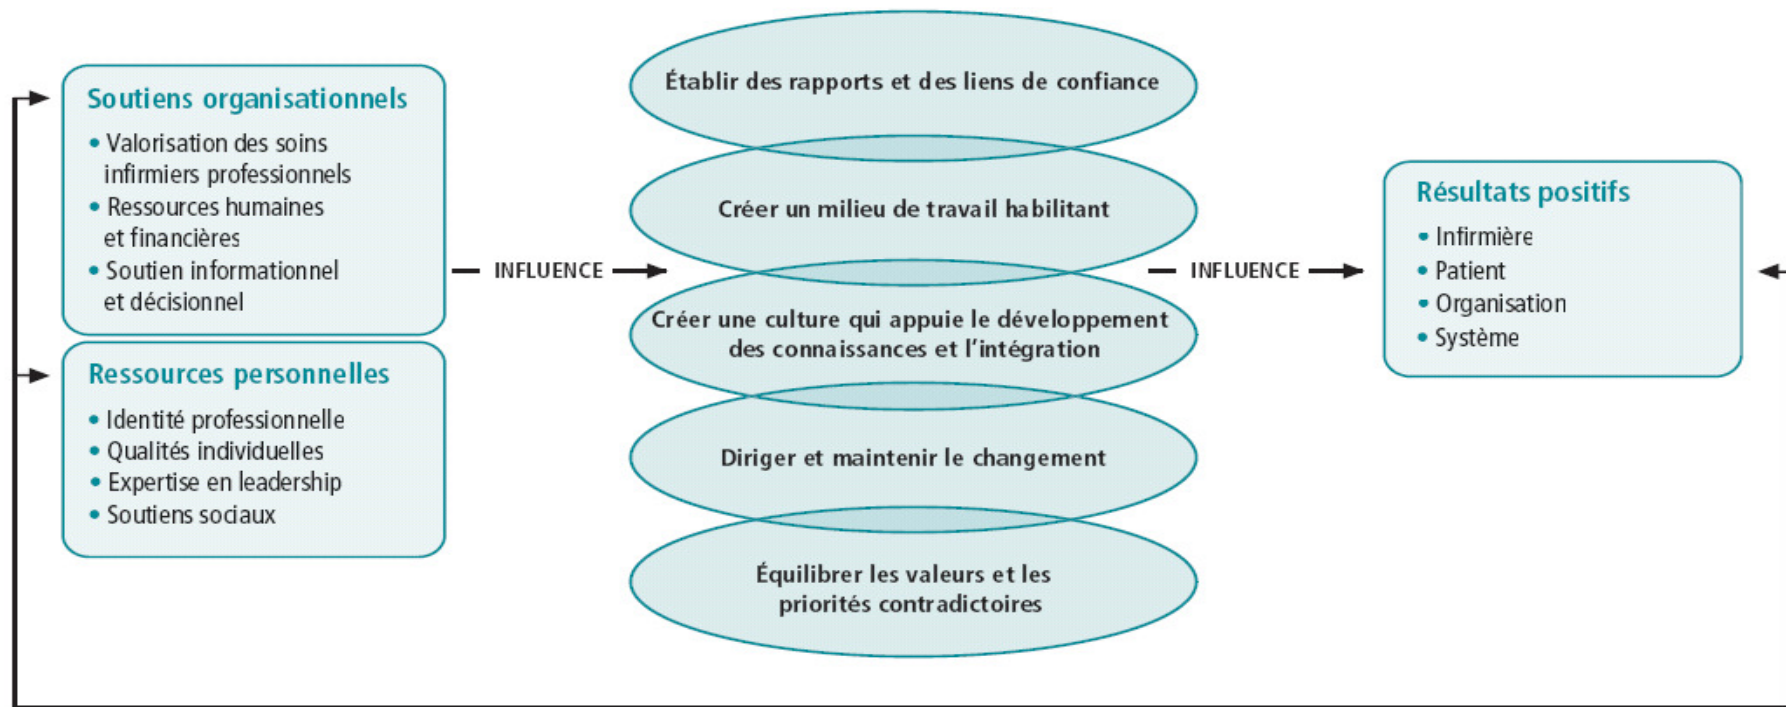 Soutiens organisationnels
• Valorisation des soins
infirmiers professionnels
• Ressources humaines
et financières
• Soutien informationnel
et décisionnel
Ressources personnelles
• Identité professionnelle
• Qualités individuelles
• Expertise en leadership
• Soutiens sociaux
INFLUENCE
Établir des rapports et des liens de confiance
Créer un milieu de travail habilitant
Créer une culture qui appuie le développement
des connaissances et l'intégration
Diriger et maintenir le changement
Équilibrer les valeurs et les
priorités contradictoires
INFLUENCE
Résultats positifs
• Infirmière
• Patient
• Organisation
• Système